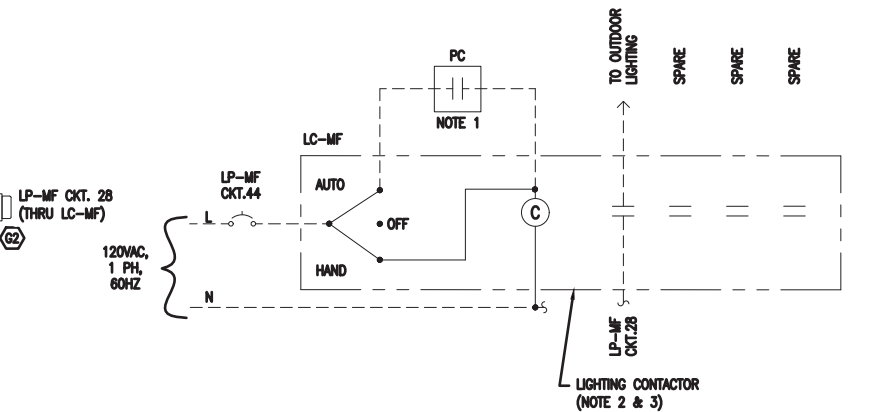 TO OUTDOOR
LIGHTING
SPARE
SPARE
SPARE
PC
NOTE 1
LC-MF
LP-MF
CKT.44
AUTO
OFF
HAND
C
LP-MF CKT. 28
(THRU LC-MF)
G2
L
120VAC,
1 PH,
60HZ
N
LP-MF
CKT.28
LIGHTING CONTACTOR
(NOTE 2 & 3)